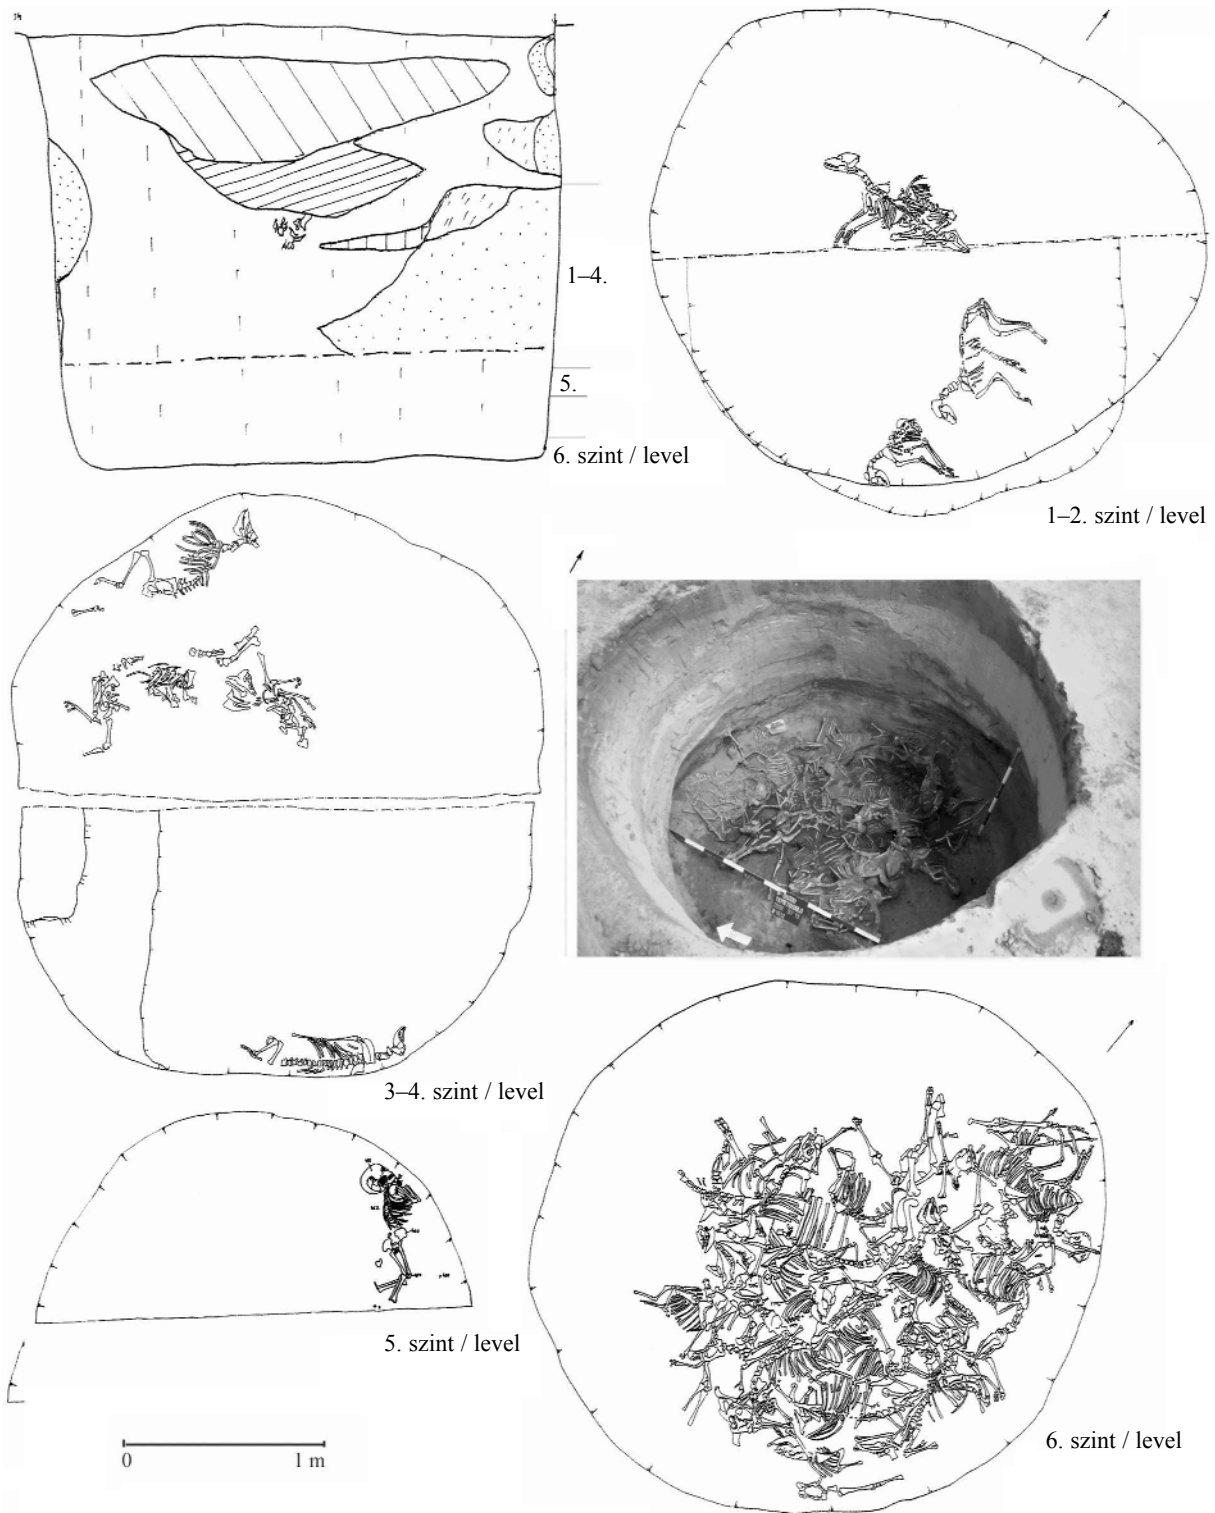 1–4.
5.
6. szint / level
1–2. szint / level
3–4. szint / level
5. szint / level
6. szint / level
0 1 m